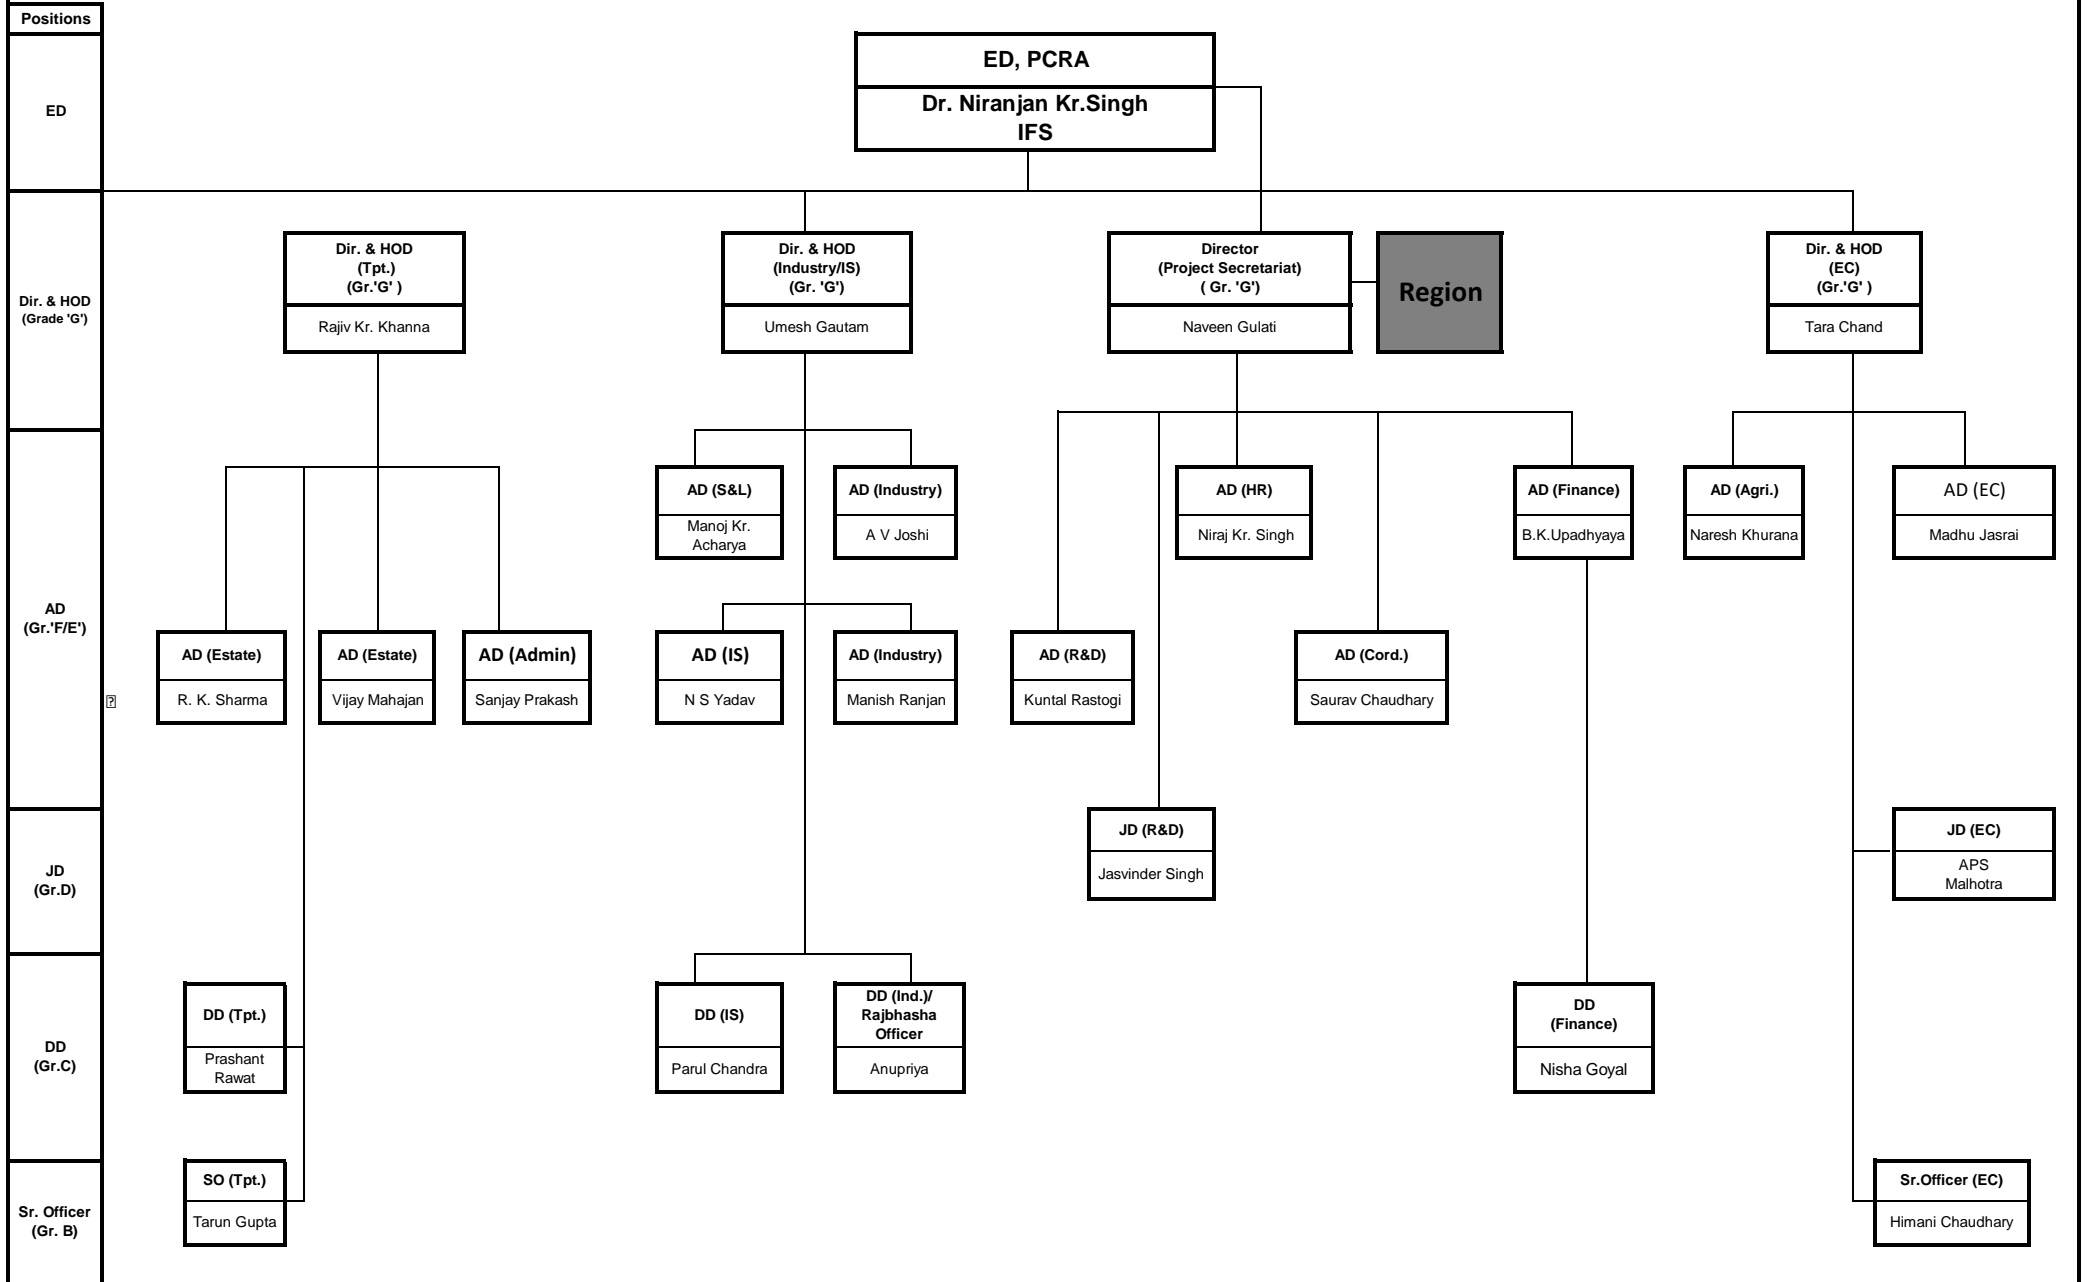 Positions
ED
ED, PCRA
Dr. Niranjan Kr.Singh
IFS
Dir. & HOD
(Grade 'G')
Dir. & HOD
(Tpt.)
(Gr.'G' )
Rajiv Kr. Khanna
Dir. & HOD
(Industry/IS)
(Gr. 'G')
Umesh Gautam
Director
(Project Secretariat)
( Gr. 'G')
Naveen Gulati
Region
Dir. & HOD
(EC)
(Gr.'G' )
Tara Chand
AD
(Gr.'F/E')
AD (S&L)
Manoj Kr.
Acharya
AD (Industry)
A V Joshi
AD (HR)
Niraj Kr. Singh
AD (Finance)
B.K.Upadhyaya
AD (Agri.)
Naresh Khurana
AD (EC)
Madhu Jasrai
AD (Estate)
R. K. Sharma
AD (Estate)
Vijay Mahajan
AD (Admin)
Sanjay Prakash
AD (IS)
N S Yadav
AD (Industry)
Manish Ranjan
AD (R&D)
Kuntal Rastogi
AD (Cord.)
Saurav Chaudhary
JD
(Gr.D)
JD (R&D)
Jasvinder Singh
JD (EC)
APS
Malhotra
DD
(Gr.C)
DD (Tpt.)
Prashant
Rawat
DD (IS)
Parul Chandra
DD (Ind.)/
Rajbhasha
Officer
Anupriya
DD
(Finance)
Nisha Goyal
Sr. Officer
(Gr. B)
SO (Tpt.)
Tarun Gupta
Sr.Officer (EC)
Himani Chaudhary